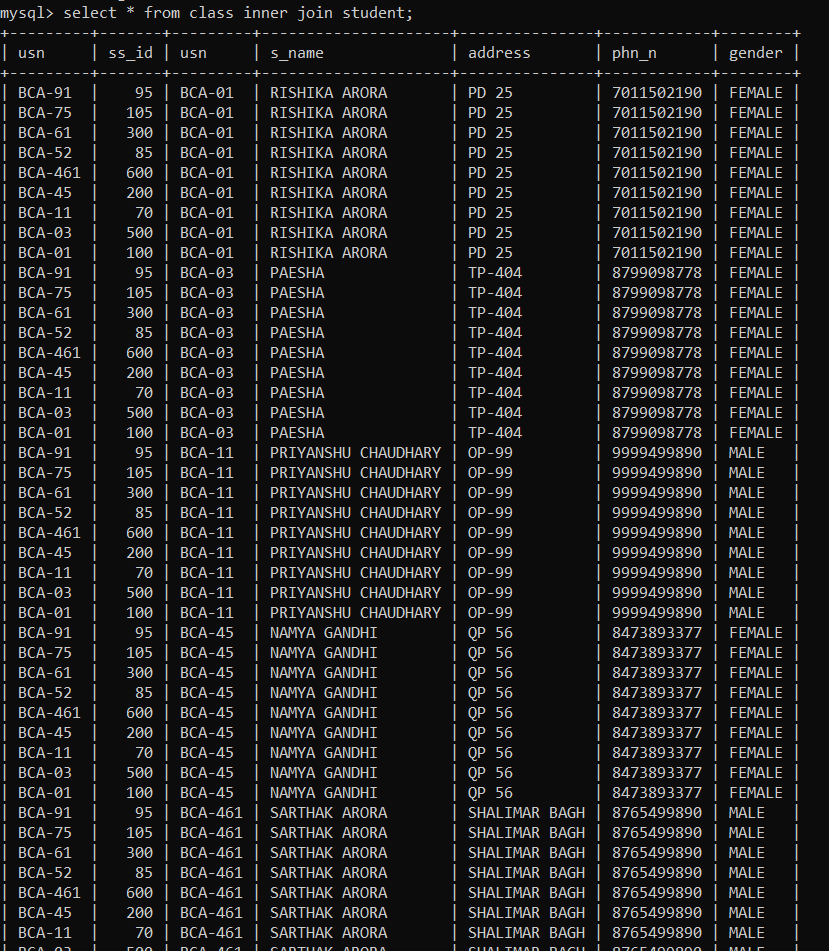 mysql> select * from class inner join student;
+---------+-------+---------+---------------------+--------------+------------+--------+
| usn     | ss_id | usn     | s_name              | address      | phn_n      | gender |
+---------+-------+---------+---------------------+--------------+------------+--------+
| BCA-91  |    95 | BCA-01  | RISHIKA ARORA       | PD 25        | 7011502190 | FEMALE |
| BCA-75  |   105 | BCA-01  | RISHIKA ARORA       | PD 25        | 7011502190 | FEMALE |
| BCA-61  |   300 | BCA-01  | RISHIKA ARORA       | PD 25        | 7011502190 | FEMALE |
| BCA-52  |    85 | BCA-01  | RISHIKA ARORA       | PD 25        | 7011502190 | FEMALE |
| BCA-461 |   600 | BCA-01  | RISHIKA ARORA       | PD 25        | 7011502190 | FEMALE |
| BCA-45  |   200 | BCA-01  | RISHIKA ARORA       | PD 25        | 7011502190 | FEMALE |
| BCA-11  |    70 | BCA-01  | RISHIKA ARORA       | PD 25        | 7011502190 | FEMALE |
| BCA-03  |   500 | BCA-01  | RISHIKA ARORA       | PD 25        | 7011502190 | FEMALE |
| BCA-01  |   100 | BCA-01  | RISHIKA ARORA       | PD 25        | 7011502190 | FEMALE |
| BCA-91  |    95 | BCA-03  | PAESHA              | TP-404       | 8799098778 | FEMALE |
| BCA-75  |   105 | BCA-03  | PAESHA              | TP-404       | 8799098778 | FEMALE |
| BCA-61  |   300 | BCA-03  | PAESHA              | TP-404       | 8799098778 | FEMALE |
| BCA-52  |    85 | BCA-03  | PAESHA              | TP-404       | 8799098778 | FEMALE |
| BCA-461 |   600 | BCA-03  | PAESHA              | TP-404       | 8799098778 | FEMALE |
| BCA-45  |   200 | BCA-03  | PAESHA              | TP-404       | 8799098778 | FEMALE |
| BCA-11  |    70 | BCA-03  | PAESHA              | TP-404       | 8799098778 | FEMALE |
| BCA-03  |   500 | BCA-03  | PAESHA              | TP-404       | 8799098778 | FEMALE |
| BCA-01  |   100 | BCA-03  | PAESHA              | TP-404       | 8799098778 | FEMALE |
| BCA-91  |    95 | BCA-11  | PRIYANSHU CHAUDHARY | OP-99        | 9999499890 | MALE   |
| BCA-75  |   105 | BCA-11  | PRIYANSHU CHAUDHARY | OP-99        | 9999499890 | MALE   |
| BCA-61  |   300 | BCA-11  | PRIYANSHU CHAUDHARY | OP-99        | 9999499890 | MALE   |
| BCA-52  |    85 | BCA-11  | PRIYANSHU CHAUDHARY | OP-99        | 9999499890 | MALE   |
| BCA-461 |   600 | BCA-11  | PRIYANSHU CHAUDHARY | OP-99        | 9999499890 | MALE   |
| BCA-45  |   200 | BCA-11  | PRIYANSHU CHAUDHARY | OP-99        | 9999499890 | MALE   |
| BCA-11  |    70 | BCA-11  | PRIYANSHU CHAUDHARY | OP-99        | 9999499890 | MALE   |
| BCA-03  |   500 | BCA-11  | PRIYANSHU CHAUDHARY | OP-99        | 9999499890 | MALE   |
| BCA-01  |   100 | BCA-11  | PRIYANSHU CHAUDHARY | OP-99        | 9999499890 | MALE   |
| BCA-91  |    95 | BCA-45  | NAMYA GANDHI        | QP 56        | 8473893377 | FEMALE |
| BCA-75  |   105 | BCA-45  | NAMYA GANDHI        | QP 56        | 8473893377 | FEMALE |
| BCA-61  |   300 | BCA-45  | NAMYA GANDHI        | QP 56        | 8473893377 | FEMALE |
| BCA-52  |    85 | BCA-45  | NAMYA GANDHI        | QP 56        | 8473893377 | FEMALE |
| BCA-461 |   600 | BCA-45  | NAMYA GANDHI        | QP 56        | 8473893377 | FEMALE |
| BCA-45  |   200 | BCA-45  | NAMYA GANDHI        | QP 56        | 8473893377 | FEMALE |
| BCA-11  |    70 | BCA-45  | NAMYA GANDHI        | QP 56        | 8473893377 | FEMALE |
| BCA-03  |   500 | BCA-45  | NAMYA GANDHI        | QP 56        | 8473893377 | FEMALE |
| BCA-01  |   100 | BCA-45  | NAMYA GANDHI        | QP 56        | 8473893377 | FEMALE |
| BCA-91  |    95 | BCA-461 | SARTHAK ARORA       | SHALIMAR BAGH | 8765499890 | MALE   |
| BCA-75  |   105 | BCA-461 | SARTHAK ARORA       | SHALIMAR BAGH | 8765499890 | MALE   |
| BCA-61  |   300 | BCA-461 | SARTHAK ARORA       | SHALIMAR BAGH | 8765499890 | MALE   |
| BCA-52  |    85 | BCA-461 | SARTHAK ARORA       | SHALIMAR BAGH | 8765499890 | MALE   |
| BCA-461 |   600 | BCA-461 | SARTHAK ARORA       | SHALIMAR BAGH | 8765499890 | MALE   |
| BCA-45  |   200 | BCA-461 | SARTHAK ARORA       | SHALIMAR BAGH | 8765499890 | MALE   |
| BCA-11  |    70 | BCA-461 | SARTHAK ARORA       | SHALIMAR BAGH | 8765499890 | MALE   |